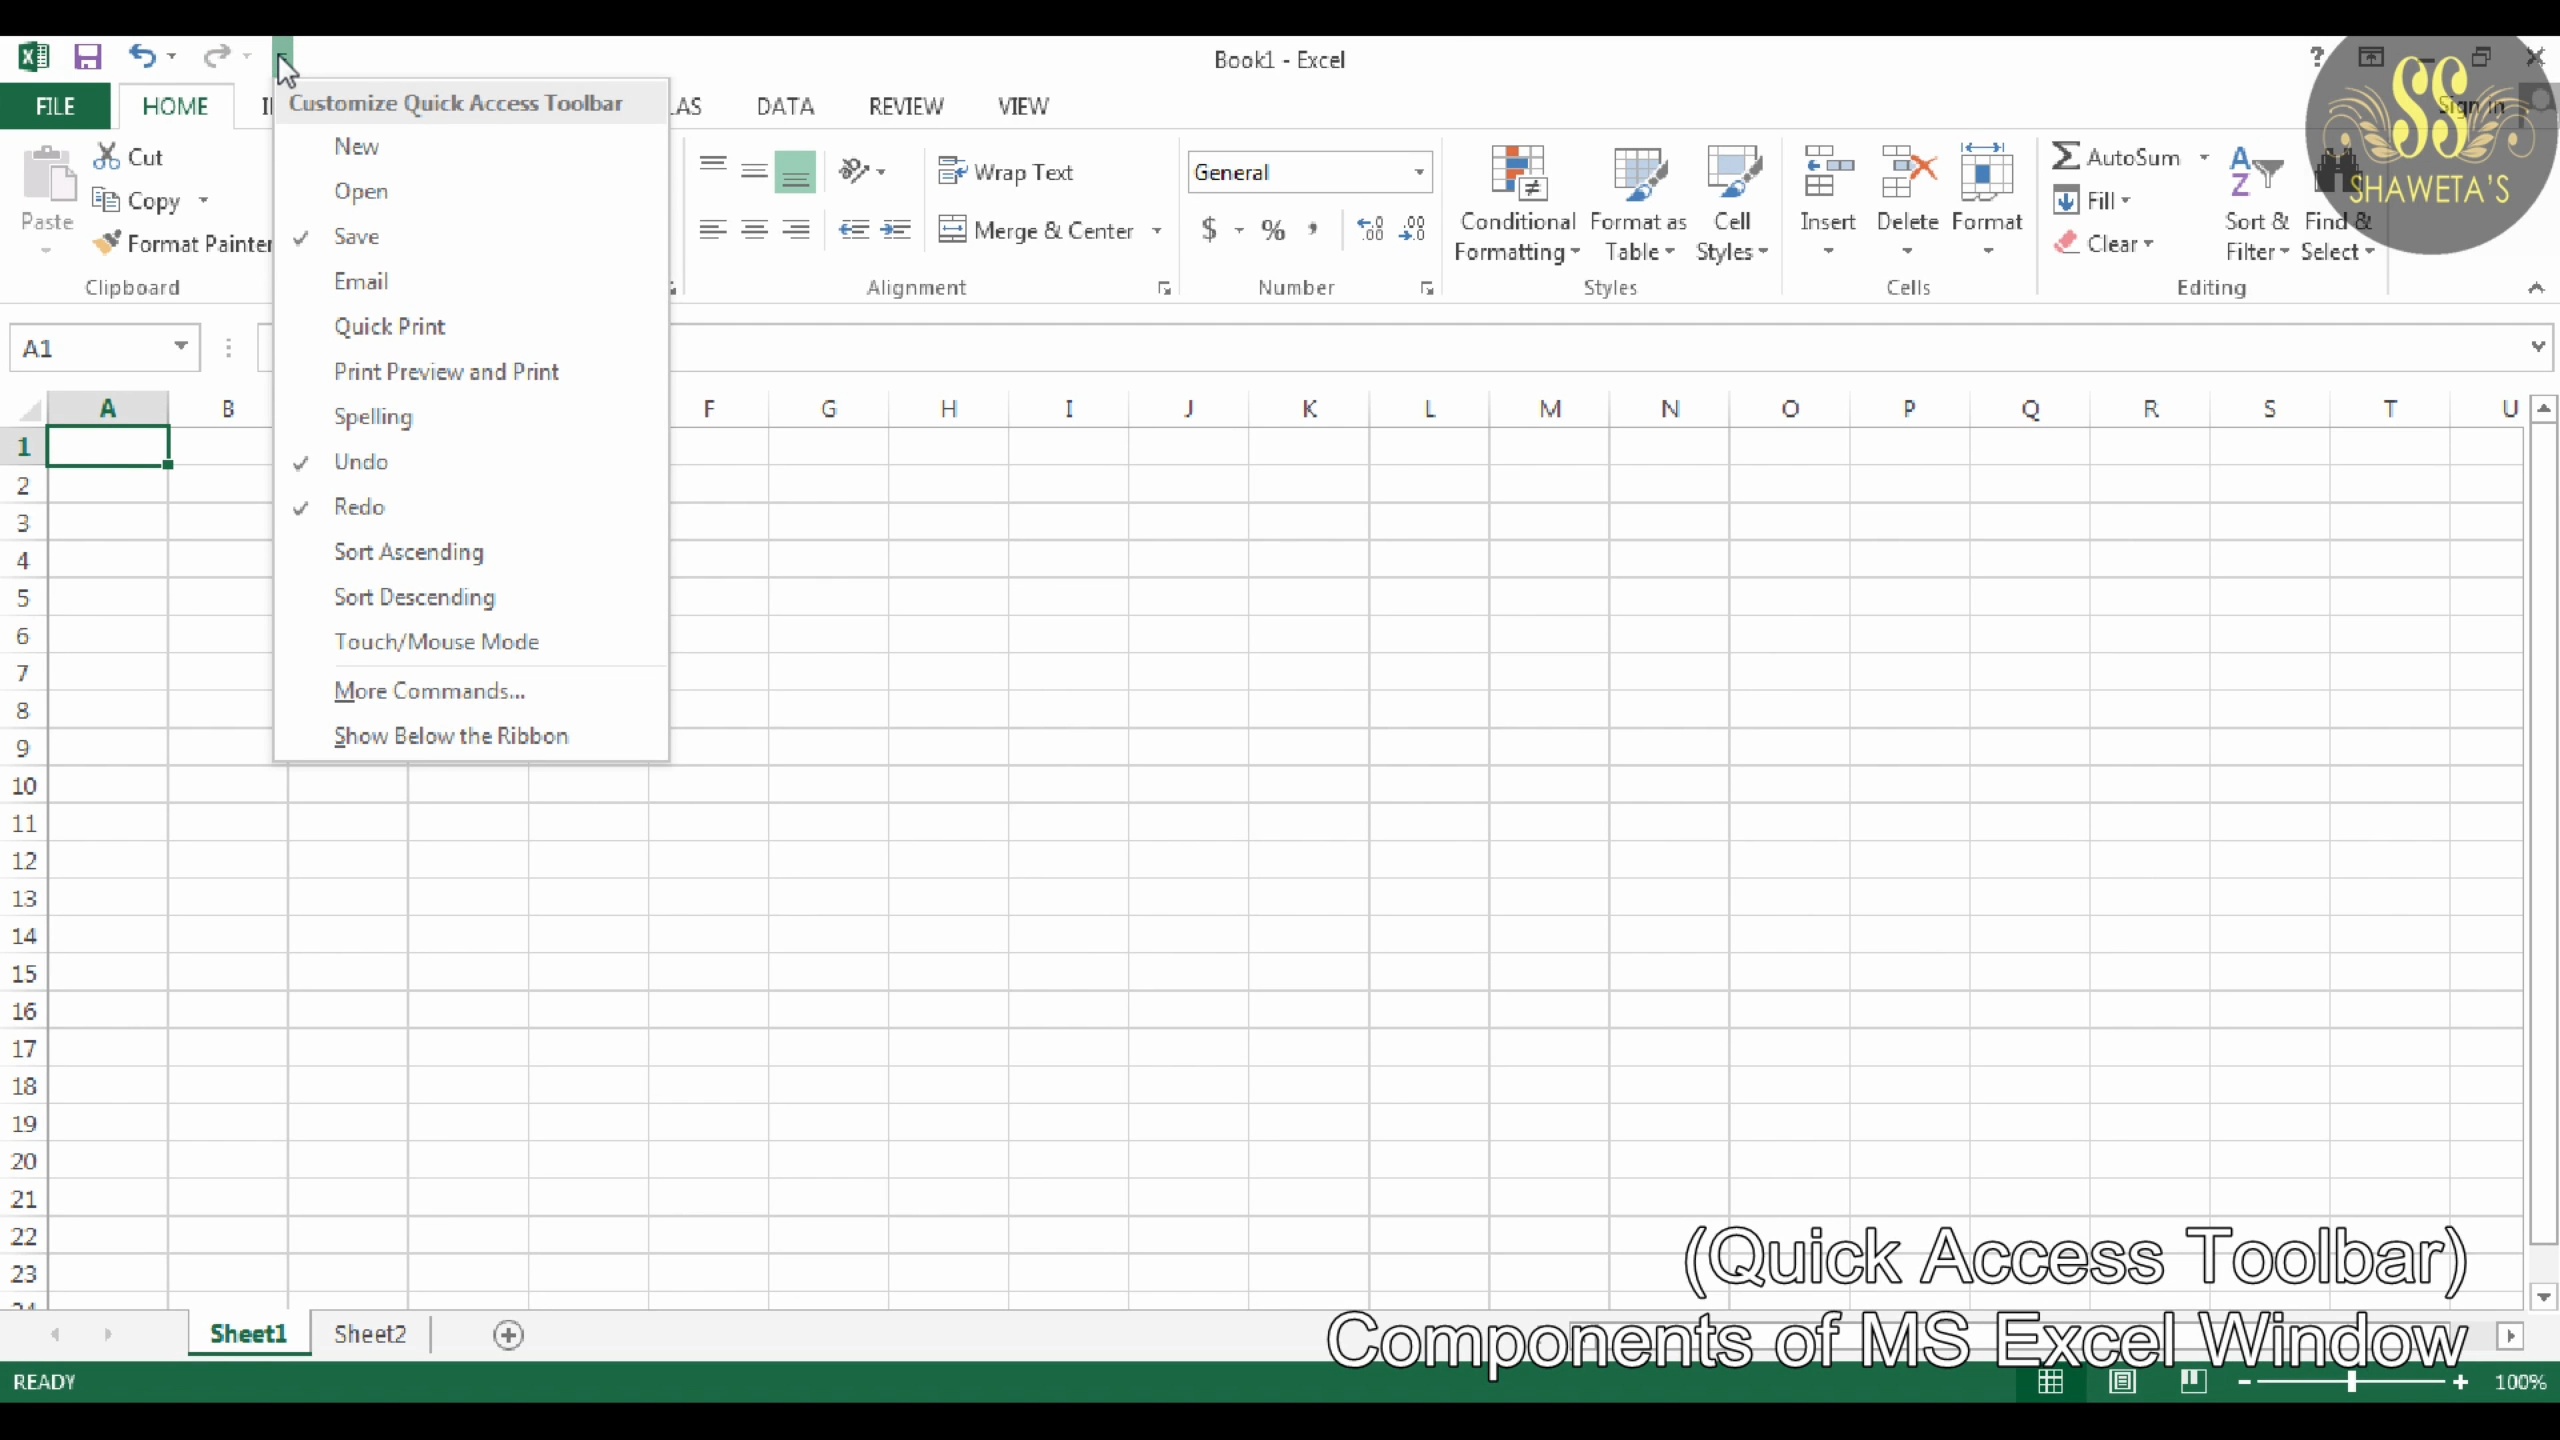 Book1 - Excel
?
Sign in
SS
SHAWETA'S
FILE
HOME
LAS
DATA
REVIEW
VIEW
Customize Quick Access Toolbar
New
Open
Save
Email
Quick Print
Print Preview and Print
Spelling
Undo
Redo
Sort Ascending
Sort Descending
Touch/Mouse Mode
More Commands...
Show Below the Ribbon
Paste
Cut
Copy
Format Painter
Clipboard
Wrap Text
Merge & Center
Alignment
General
$ % ,
Number
Conditional
Formatting
Format as
Table
Cell
Styles
Styles
Insert
Delete
Format
Cells
AutoSum
Fill
Clear
Sort &
Filter
Find &
Select
Editing
A1
A B F G H I J K L M N O P Q R S T U
1
2
3
4
5
6
7
8
9
10
11
12
13
14
15
16
17
18
19
20
21
22
23
24
(Quick Access Toolbar)
Components of MS Excel Window
Sheet1
Sheet2
READY
100%